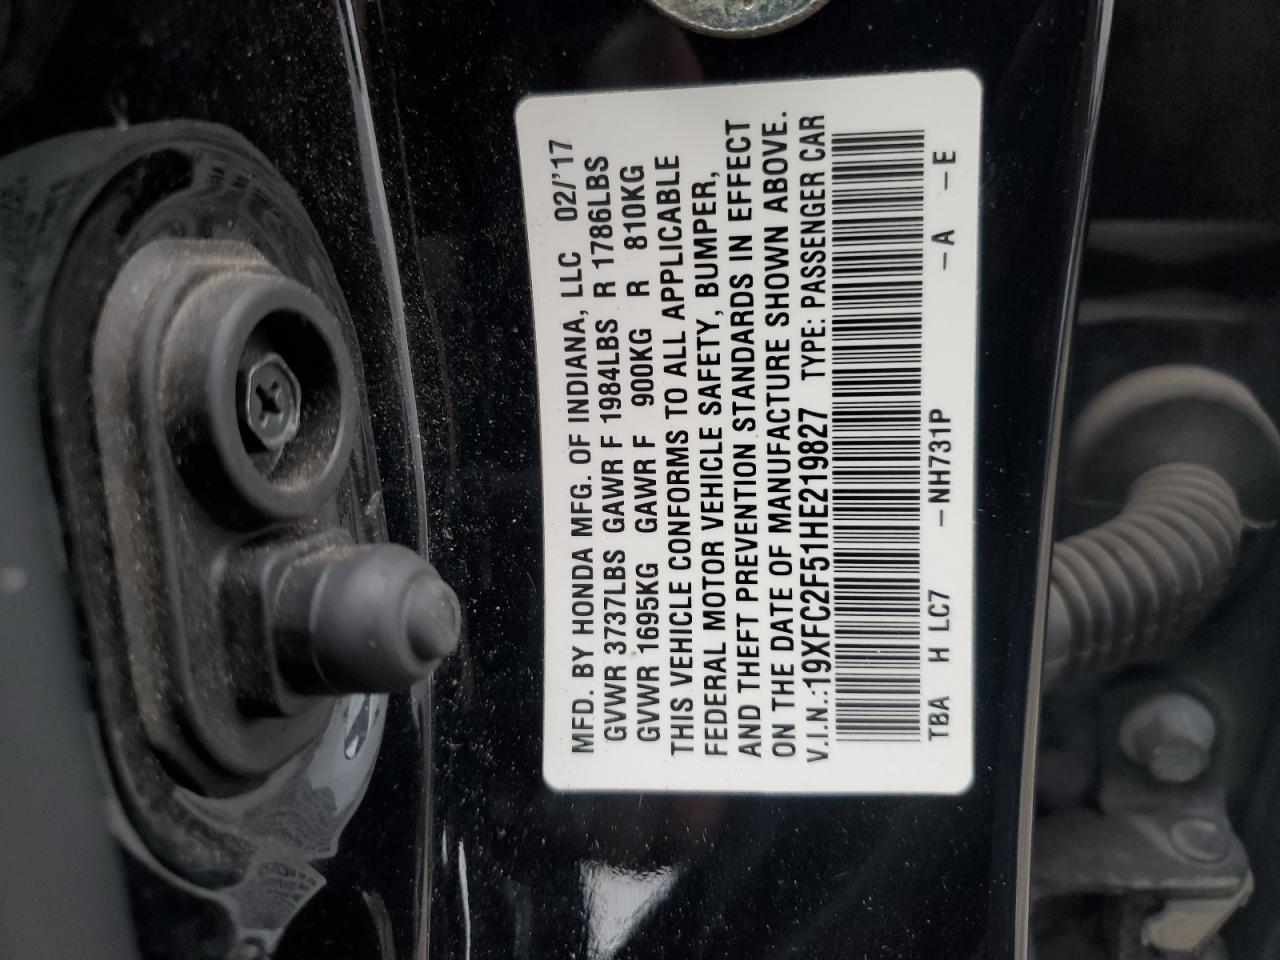 MFD. BY HONDA MFG. OF INDIANA, LLC 02/'17
GVWR 3737LBS GAWR F 1984LBS R 1786LBS
GVWR 1695KG GAWR F 900KG R 810KG
THIS VEHICLE CONFORMS TO ALL APPLICABLE
FEDERAL MOTOR VEHICLE SAFETY, BUMPER,
AND THEFT PREVENTION STANDARDS IN EFFECT
ON THE DATE OF MANUFACTURE SHOWN ABOVE.
V.I.N.:19XFC2F51HE219827 TYPE: PASSENGER CAR
TBA H LC7 -NH731P -A -E